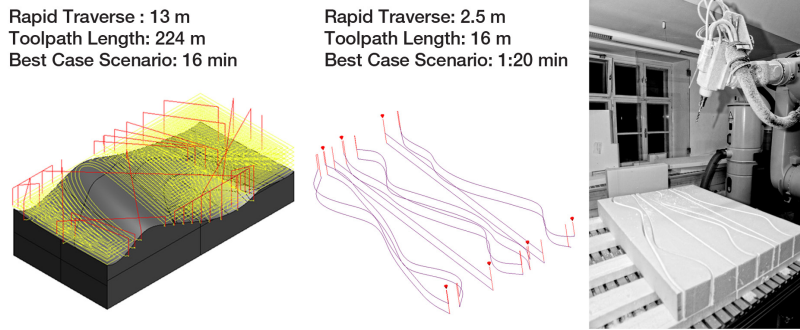 Rapid Traverse : 13 m
Toolpath Length: 224 m
Best Case Scenario: 16 min
Rapid Traverse: 2.5 m
Toolpath Length: 16 m
Best Case Scenario: 1:20 min